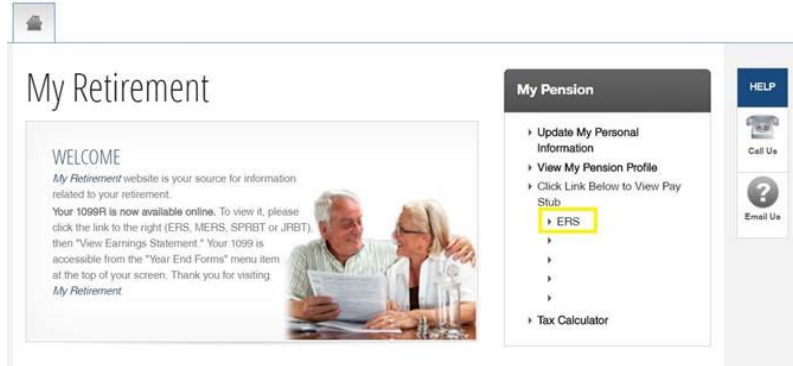 My Retirement
WELCOME
My Retirement website is your source for information
related to your retirement.
Your 1099R is now available online. To view it, please
click the link to the right (ERS, MERS, SPRBT or JRBT),
then "View Earnings Statement." Your 1099 is
accessible from the "Year End Forms" menu item
at the top of your screen. Thank you for visiting
My Retirement.
My Pension
Update My Personal
Information
View My Pension Profile
Click Link Below to View Pay
Stub
ERS
Tax Calculator
HELP
Call Us
?
Email Us